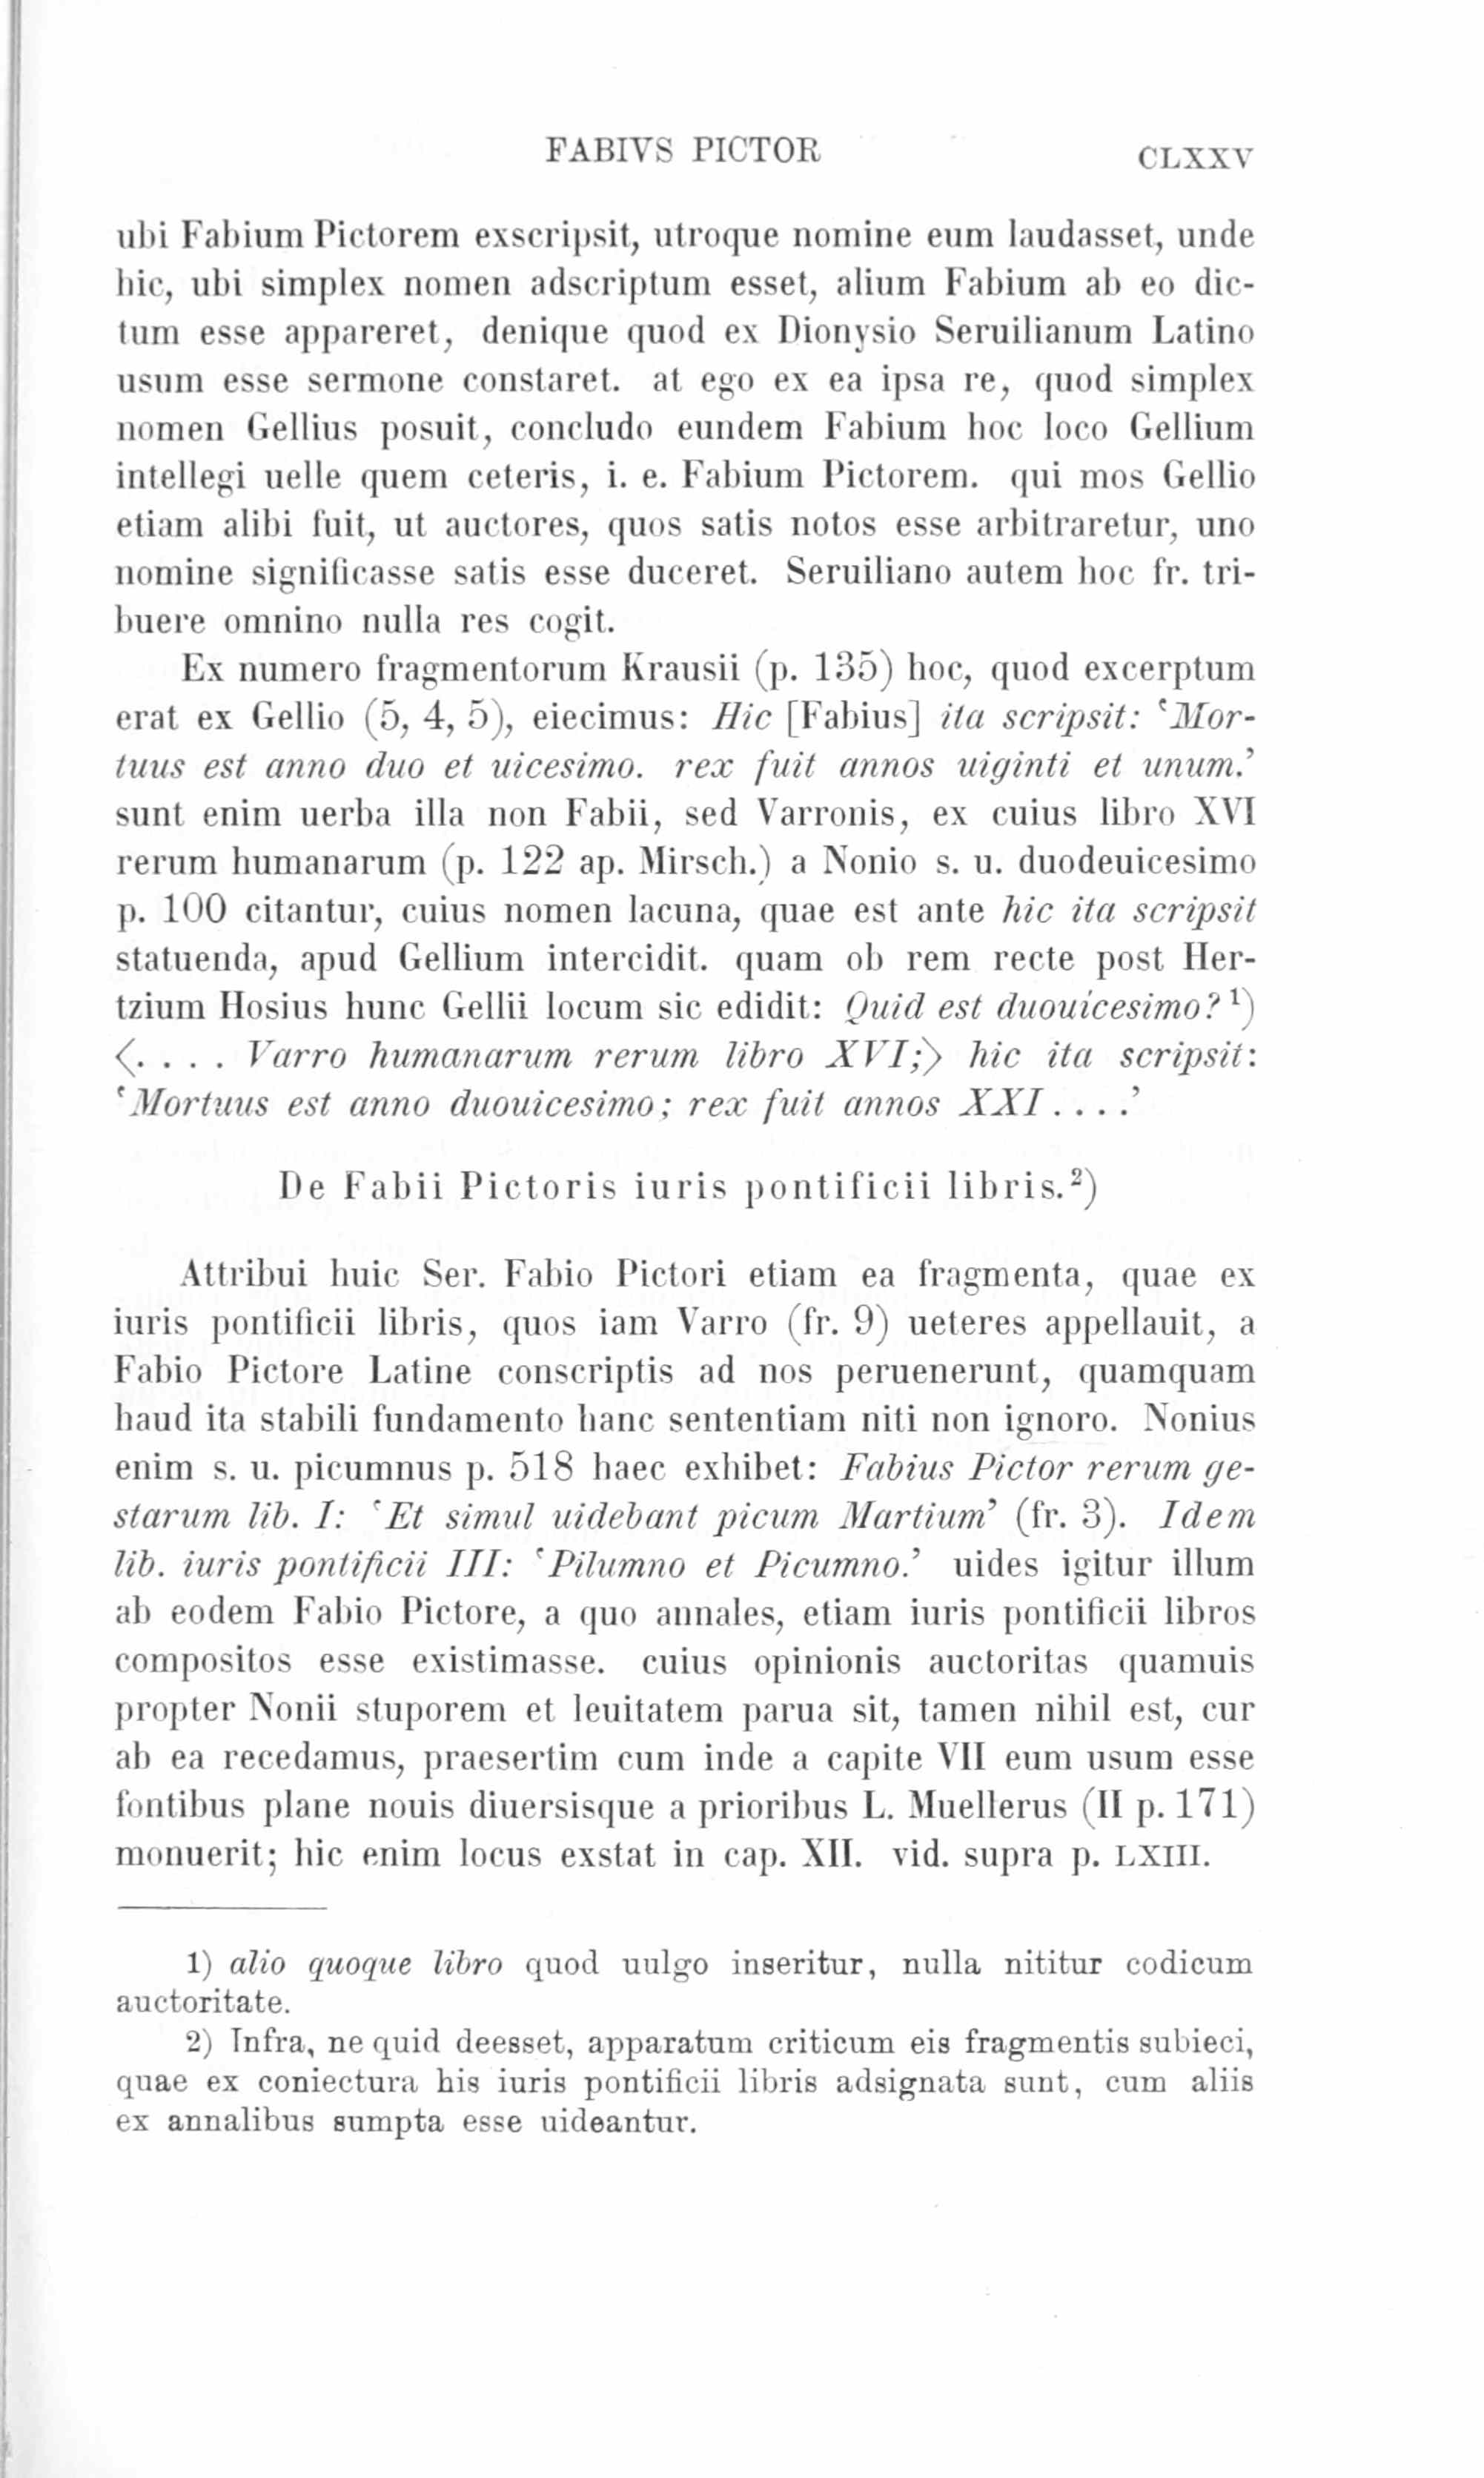 FABIVS PICTOR CLXXV
ubi Fabium Pictorem exscripsit, utroque nomine eum laudasset, unde
hic, ubi simplex nomen adscriptum esset, alium Fabium ab eo dic-
tum esse appareret, denique quod ex Dionysio Seruilianum Latino
usum esse sermone constaret. at ego ex ea ipsa re, quod simplex
nomen Gellius posuit, concludo eundem Fabium hoc loco Gellium
intellegi uelle quem ceteris, i. e. Fabium Pictorem. qui mos Gellio
etiam alibi fuit, ut auctores, quos satis notos esse arbitraretur, uno
nomine significasse satis esse duceret. Seruiliano autem hoc fr. tri-
buere omnino nulla res cogit.
Ex numero fragmentorum Krausii (p. 135) hoc, quod excerptum
erat ex Gellio (5, 4, 5), eiecimus: Hic [Fabius] ita scripsit: ‘Mor-
tuus est anno duo et uicesimo. rex fuit annos uiginti et unum.’
sunt enim uerba illa non Fabii, sed Varronis, ex cuius libro XVI
rerum humanarum (p. 122 ap. Mirsch.) a Nonio s. u. duodeuicesimo
p. 100 citantur, cuius nomen lacuna, quae est ante hic ita scripsit
statuenda, apud Gellium intercidit. quam ob rem recte post Her-
tzium Hosius hunc Gellii locum sic edidit: Quid est duouicesimo? ¹)
⟨. . . . Varro humanarum rerum libro XVI;⟩ hic ita scripsit:
‘Mortuus est anno duouicesimo; rex fuit annos XXI . . . .’
De Fabii Pictoris iuris pontificii libris.²)
Attribui huic Ser. Fabio Pictori etiam ea fragmenta, quae ex
iuris pontificii libris, quos iam Varro (fr. 9) ueteres appellauit, a
Fabio Pictore Latine conscriptis ad nos peruenerunt, quamquam
haud ita stabili fundamento hanc sententiam niti non ignoro. Nonius
enim s. u. picumnus p. 518 haec exhibet: Fabius Pictor rerum ge-
starum lib. I: ‘Et simul uidebant picum Martium’ (fr. 3). Idem
lib. iuris pontificii III: ‘Pilumno et Picumno.’ uides igitur illum
ab eodem Fabio Pictore, a quo annales, etiam iuris pontificii libros
compositos esse existimasse. cuius opinionis auctoritas quamuis
propter Nonii stuporem et leuitatem parua sit, tamen nihil est, cur
ab ea recedamus, praesertim cum inde a capite VII eum usum esse
fontibus plane nouis diuersisque a prioribus L. Muellerus (II p. 171)
monuerit; hic enim locus exstat in cap. XII. vid. supra p. LXIII.
1) alio quoque libro quod uulgo inseritur, nulla nititur codicum
auctoritate.
2) Infra, ne quid deesset, apparatum criticum eis fragmentis subieci,
quae ex coniectura his iuris pontificii libris adsignata sunt, cum aliis
ex annalibus sumpta esse uideantur.